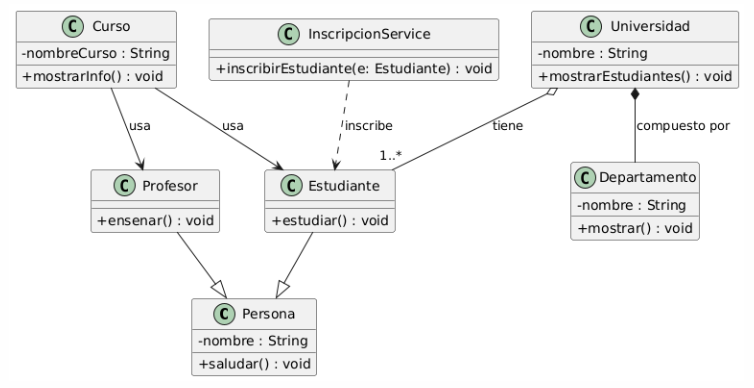 C Curso
-nombreCurso : String
+mostrarInfo() : void
C InscripcionService
+inscribirEstudiante(e: Estudiante) : void
C Universidad
-nombre : String
+mostrarEstudiantes() : void
usa
usa
inscribe
tiene
1..*
compuesto por
C Profesor
+ensenar() : void
C Estudiante
+estudiar() : void
C Departamento
-nombre : String
+mostrar() : void
C Persona
-nombre : String
+saludar() : void